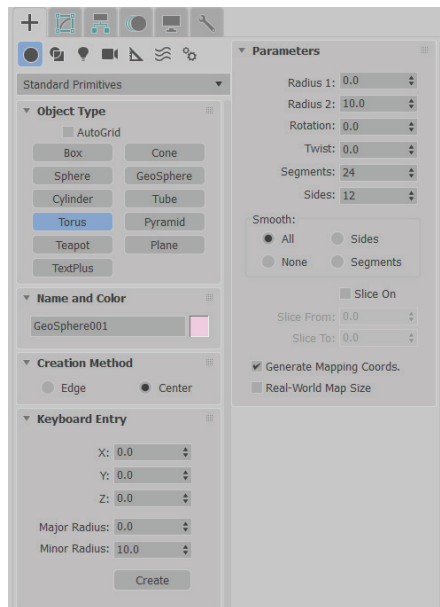 Standard Primitives
Object Type
AutoGrid
Box Cone
Sphere GeoSphere
Cylinder Tube
Torus Pyramid
Teapot Plane
TextPlus
Name and Color
GeoSphere001
Creation Method
Edge Center
Keyboard Entry
X: 0.0
Y: 0.0
Z: 0.0
Major Radius: 0.0
Minor Radius: 10.0
Create
Parameters
Radius 1: 0.0
Radius 2: 10.0
Rotation: 0.0
Twist: 0.0
Segments: 24
Sides: 12
Smooth:
All Sides
None Segments
Slice On
Slice From: 0.0
Slice To: 0.0
Generate Mapping Coords.
Real-World Map Size